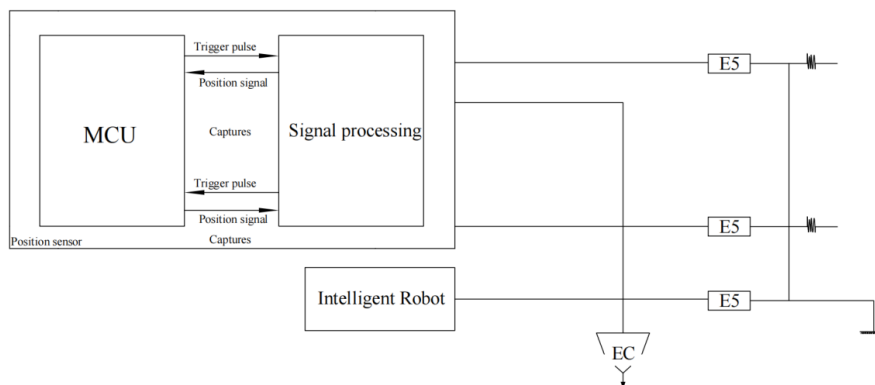 Trigger pulse
Position signal
MCU
Captures
Signal processing
Trigger pulse
Position signal
Position sensor
Captures
E5
E5
Intelligent Robot
E5
EC